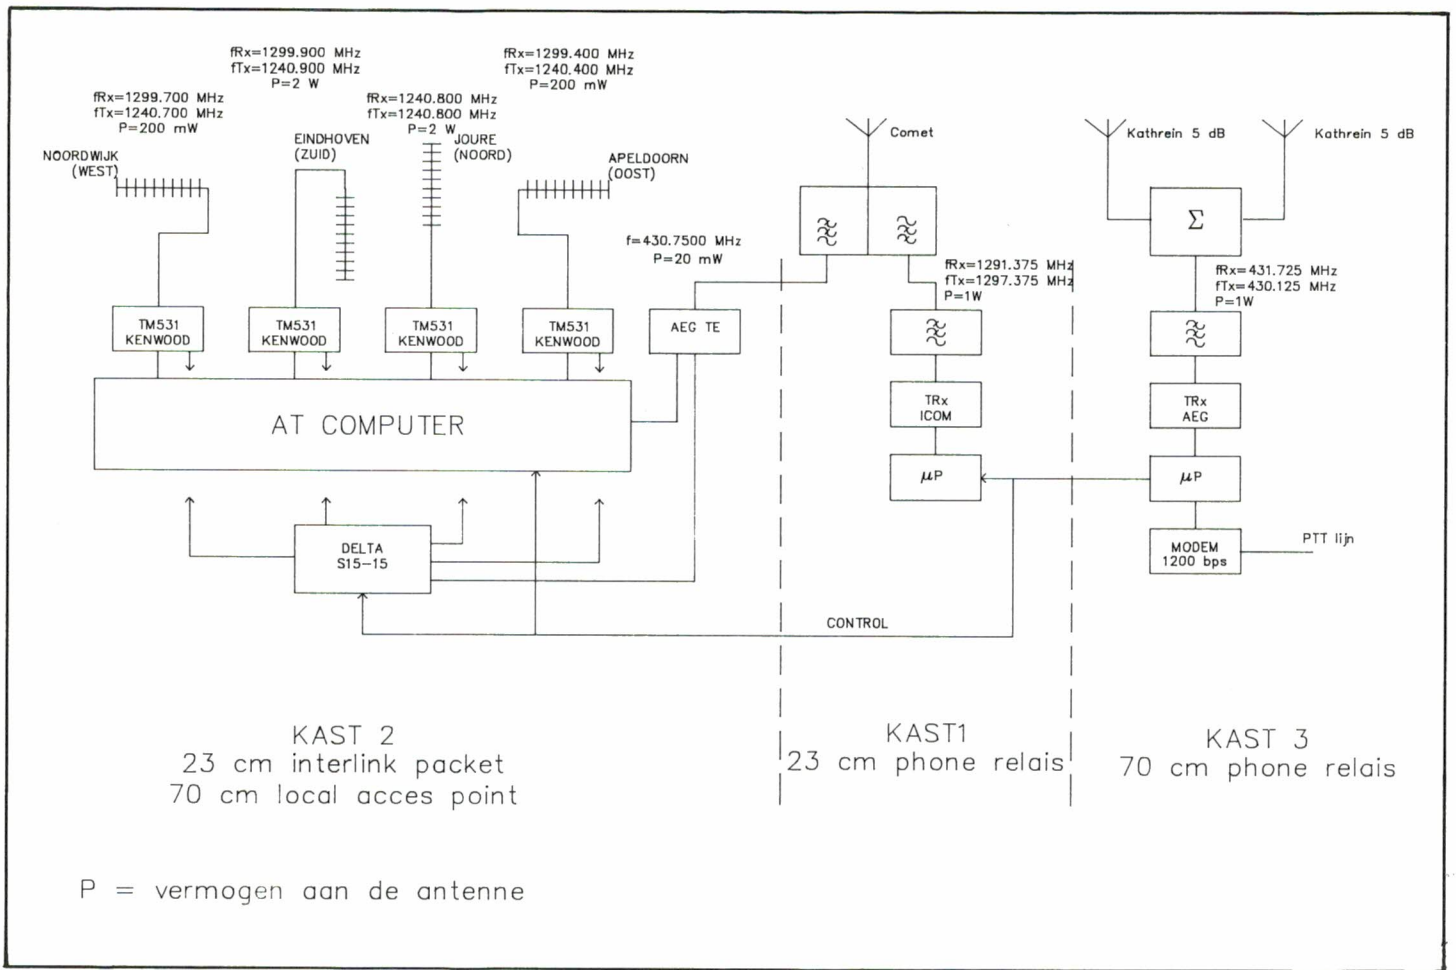 fRx=1299.700 MHz
fTx=1240.700 MHz
P=200 mW
NOORDWIJK
(WEST)
fRx=1299.900 MHz
fTx=1240.900 MHz
P=2 W
EINDHOVEN
(ZUID)
fRx=1240.800 MHz
fTx=1240.800 MHz
P=2 W
JOURE
(NOORD)
fRx=1299.400 MHz
fTx=1240.400 MHz
P=200 mW
APELDOORN
(OOST)
f=430.7500 MHz
P=20 mW
Comet
Kathrein 5 dB
Kathrein 5 dB
Σ
fRx=1291.375 MHz
fTx=1297.375 MHz
P=1W
fRx=431.725 MHz
fTx=430.125 MHz
P=1W
TM531
KENWOOD
TM531
KENWOOD
TM531
KENWOOD
TM531
KENWOOD
AEG TE
TRx
ICOM
TRx
AEG
AT COMPUTER
μP
μP
DELTA
S15-15
MODEM
1200 bps
PTT lijn
CONTROL
KAST 2
23 cm interlink packet
70 cm local acces point
KAST1
23 cm phone relais
KAST 3
70 cm phone relais
P = vermogen aan de antenne